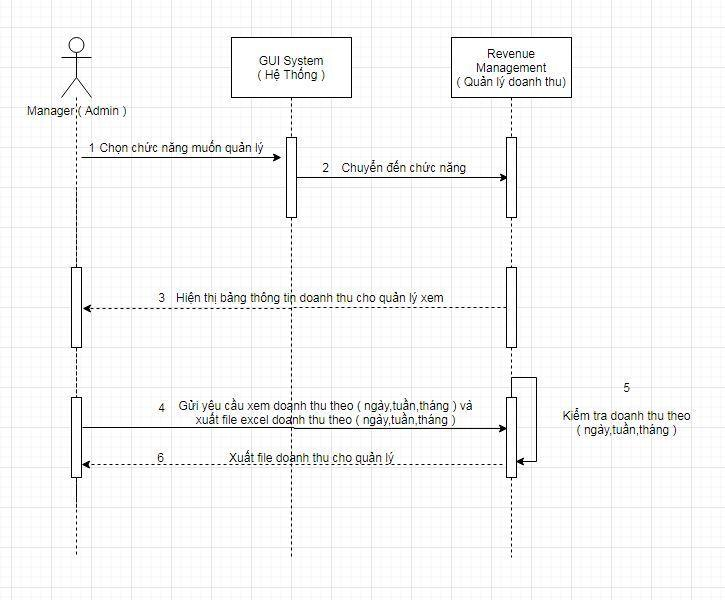 GUI System
( Hệ Thống )
Revenue
Management
( Quản lý doanh thu)
Manager ( Admin )
1 Chọn chức năng muốn quản lý
2 Chuyển đến chức năng
3 Hiện thị bảng thông tin doanh thu cho quản lý xem
4 Gửi yêu cầu xem doanh thu theo ( ngày,tuần,tháng ) và
xuất file excel doanh thu theo ( ngày,tuần,tháng )
5
Kiểm tra doanh thu theo
( ngày,tuần,tháng )
6 Xuất file doanh thu cho quản lý